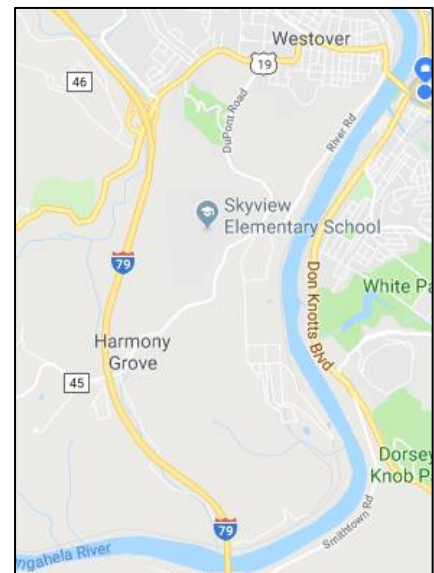 Westover
19
46
DuPont Road
River Rd
Skyview
Elementary School
79
Don Knotts Blvd
White Pa
Harmony
Grove
45
Dorsey
Knob P
79
Smithtown Rd
ngahela River